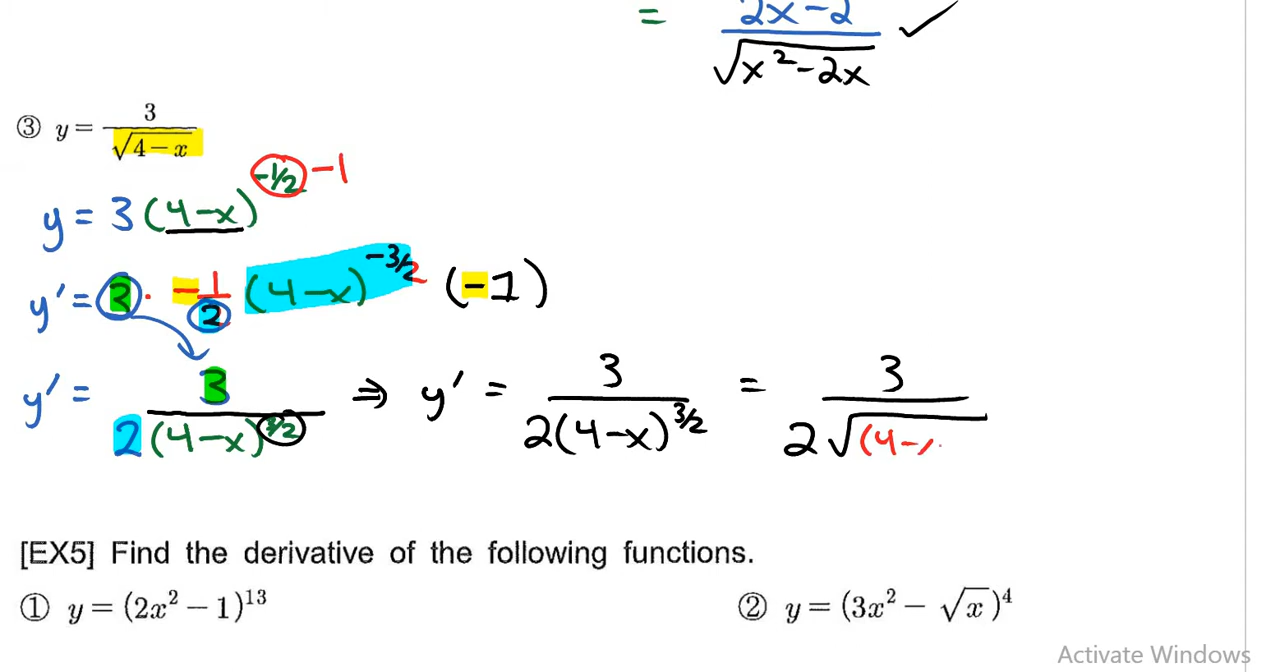 = 2x-2 / √(x²-2x) ✓
③ y = 3/√(4-x)
y = 3(4-x)^(-1/2) -1
y' = 3 · -1/2 (4-x)^(-3/2) (-1)
y' = 3 / 2(4-x)^(3/2) ⇒ y' = 3 / 2(4-x)^(3/2) = 3 / 2√(4-
[EX5] Find the derivative of the following functions.
① y = (2x² - 1)¹³ ② y = (3x² - √x)⁴
Activate Windows